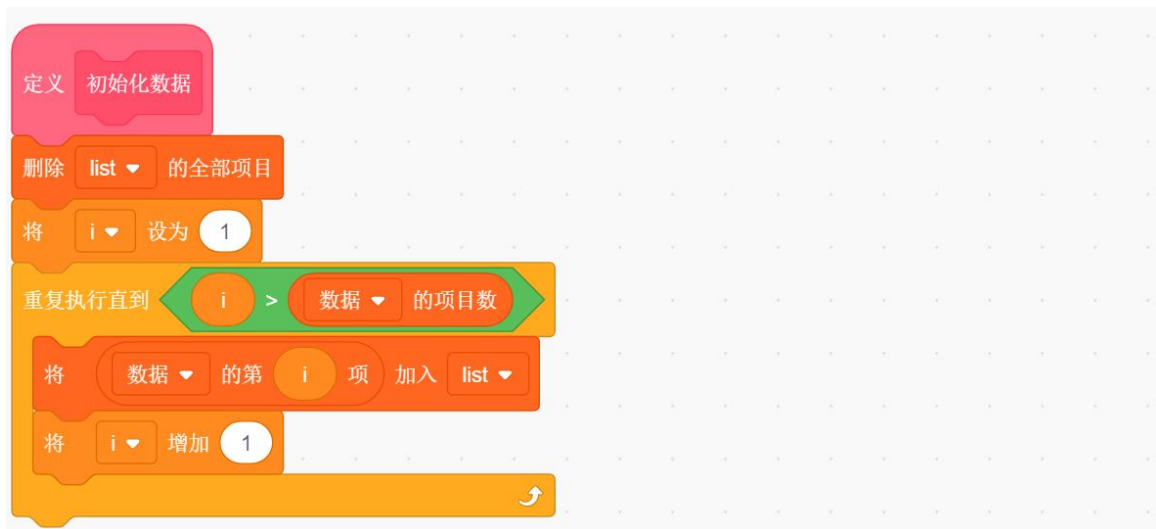 定义 初始化数据
删除 list 的全部项目
将 i 设为 1
重复执行直到 i > 数据 的项目数
将 数据 的第 i 项 加入 list
将 i 增加 1